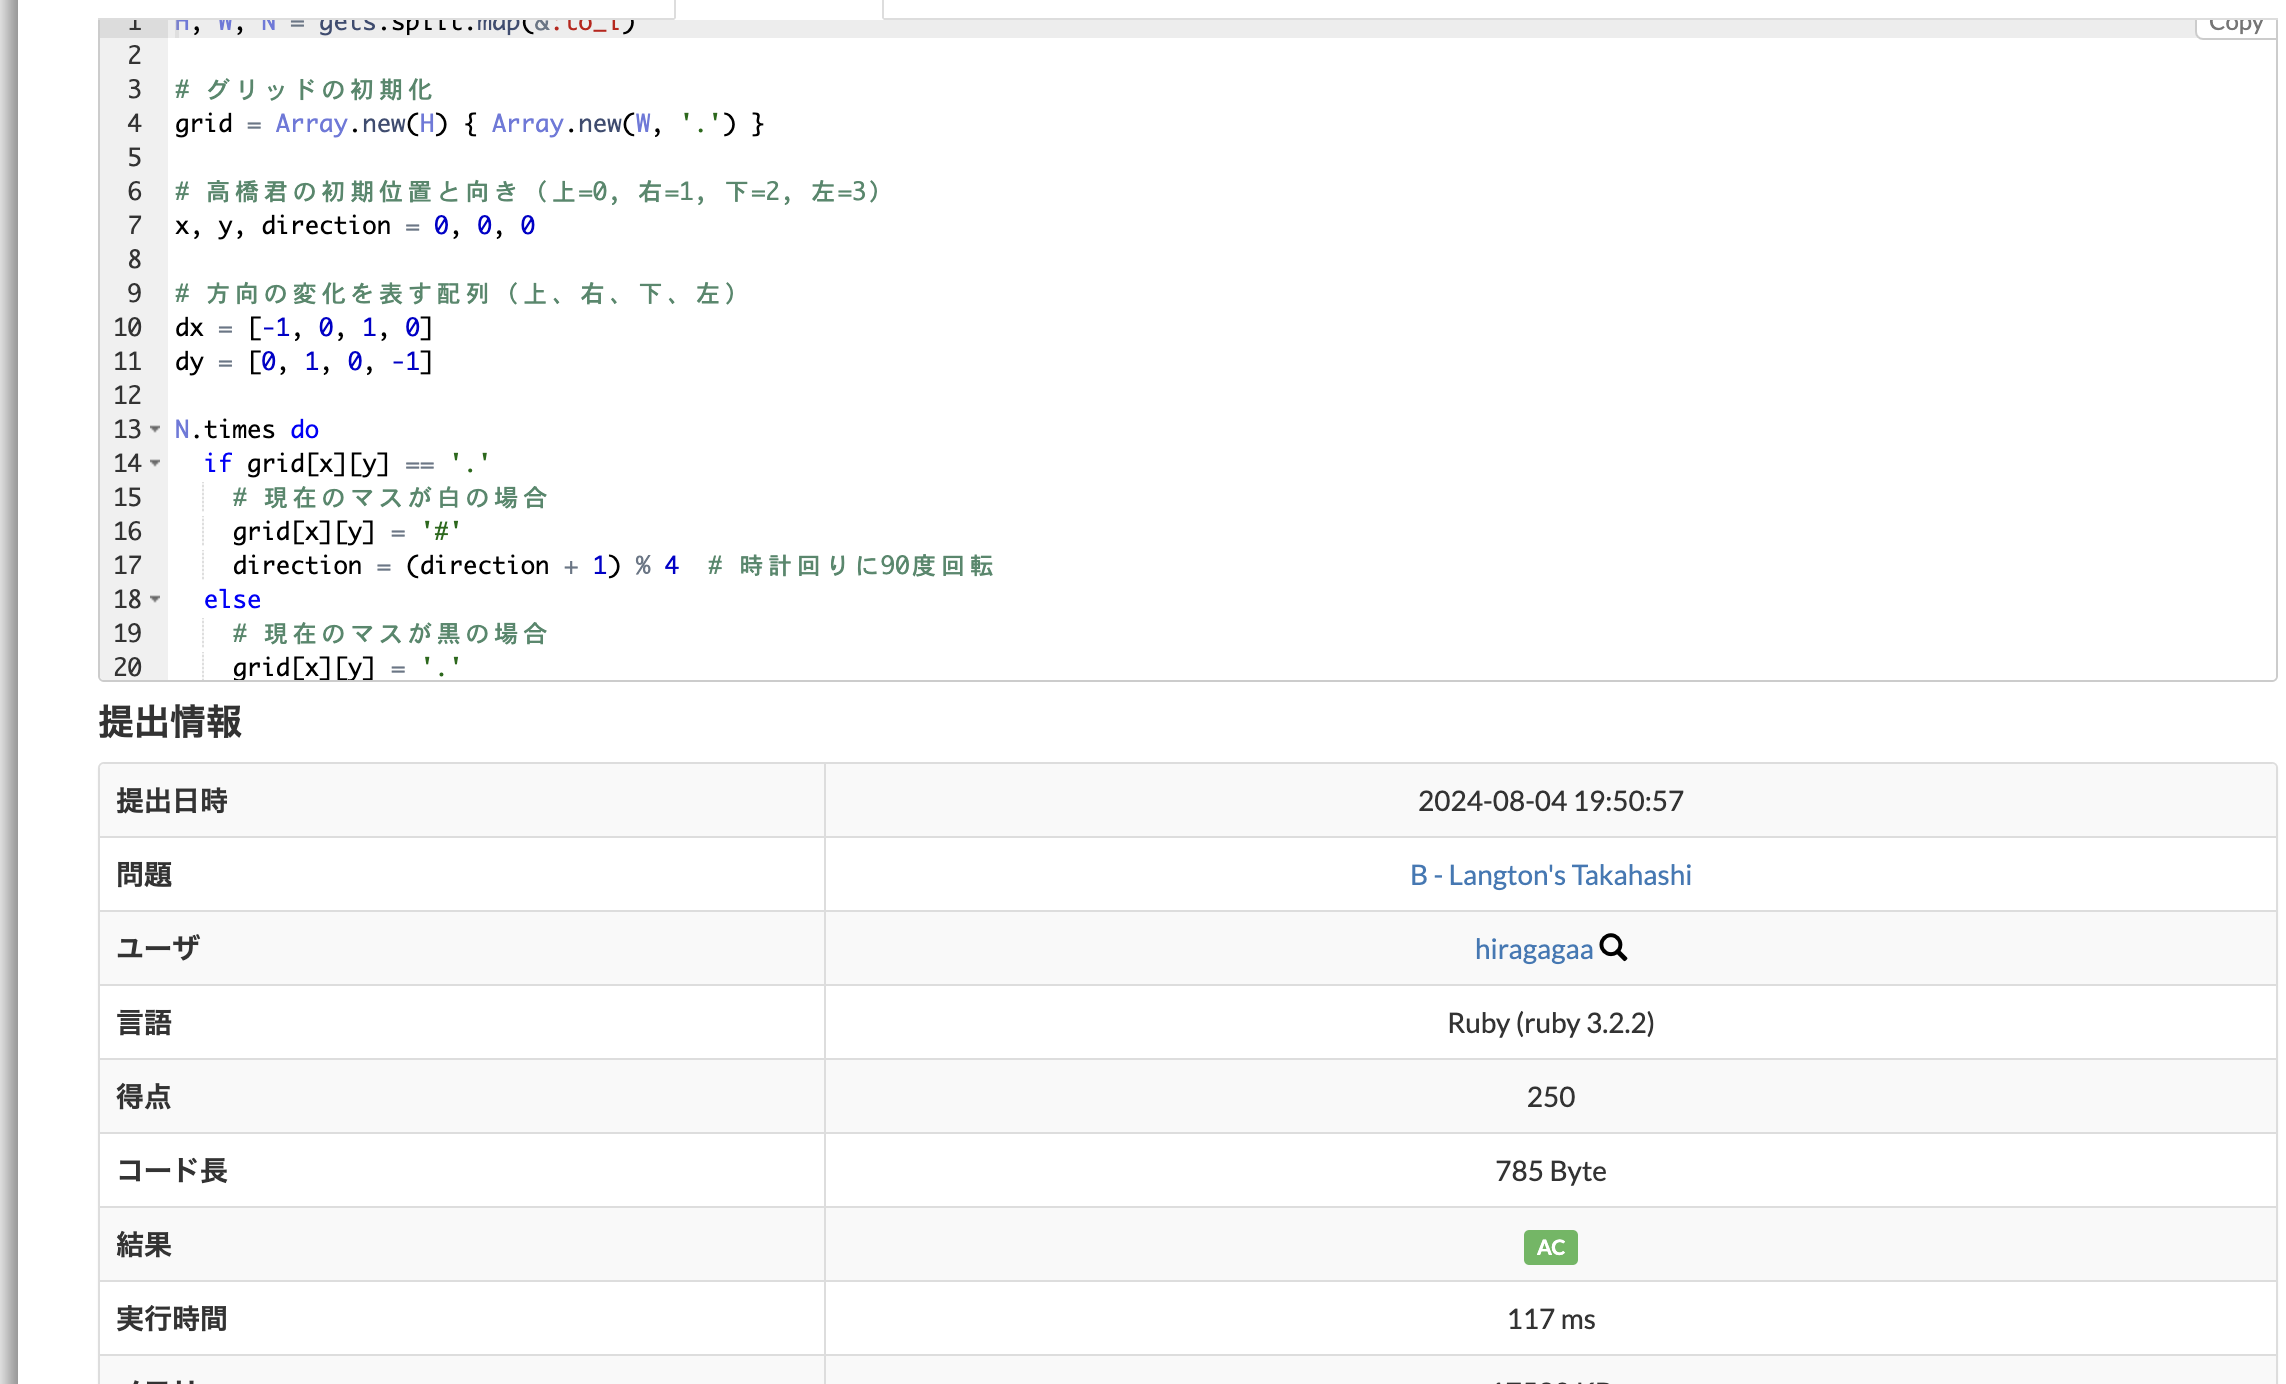 1 H, W, N = gets.split.map(&:to_i)
Copy
2
3 # グリッドの初期化
4 grid = Array.new(H) { Array.new(W, '.') }
5
6 # 高橋君の初期位置と向き（上=0, 右=1, 下=2, 左=3）
7 x, y, direction = 0, 0, 0
8
9 # 方向の変化を表す配列（上、右、下、左）
10 dx = [-1, 0, 1, 0]
11 dy = [0, 1, 0, -1]
12
13 N.times do
14 if grid[x][y] == '.'
15 # 現在のマスが白の場合
16 grid[x][y] = '#'
17 direction = (direction + 1) % 4 # 時計回りに90度回転
18 else
19 # 現在のマスが黒の場合
20 grid[x][y] = '.'
提出情報
提出日時 2024-08-04 19:50:57
問題 B - Langton's Takahashi
ユーザ hiragagaa
言語 Ruby (ruby 3.2.2)
得点 250
コード長 785 Byte
結果 AC
実行時間 117 ms